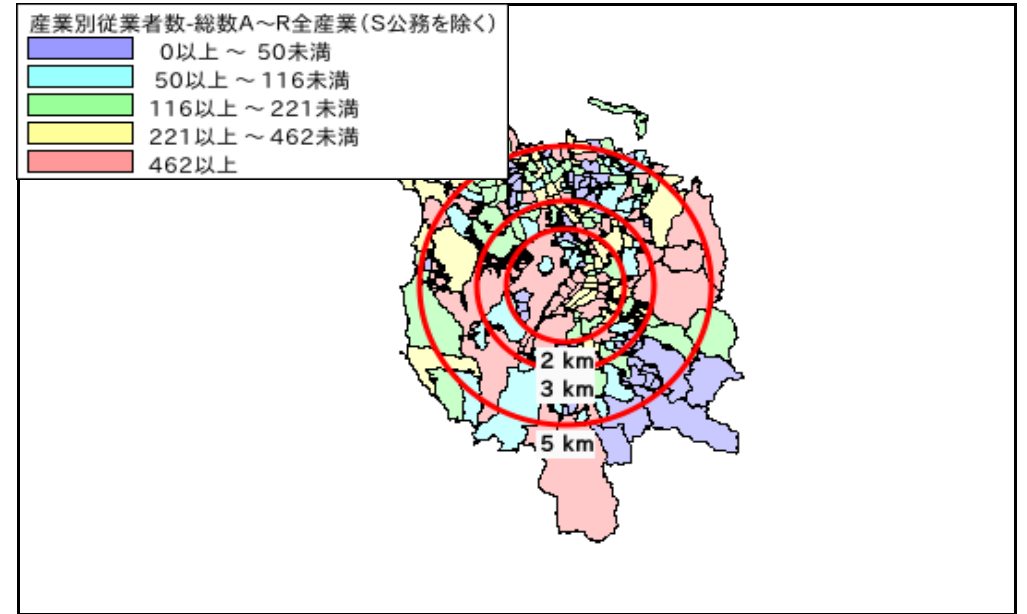 産業別従業者数-総数A～R全産業(S公務を除く)
0以上 ～ 50未満
50以上 ～ 116未満
116以上 ～ 221未満
221以上 ～ 462未満
462以上
2 km
3 km
5 km